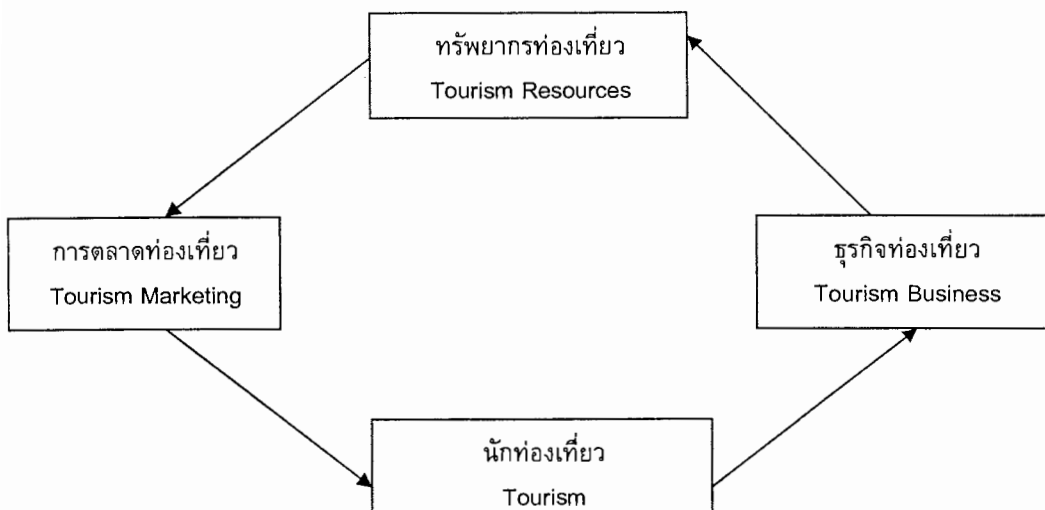 ทรัพยากรท่องเที่ยว
Tourism Resources
การตลาดท่องเที่ยว
Tourism Marketing
ธุรกิจท่องเที่ยว
Tourism Business
นักท่องเที่ยว
Tourism